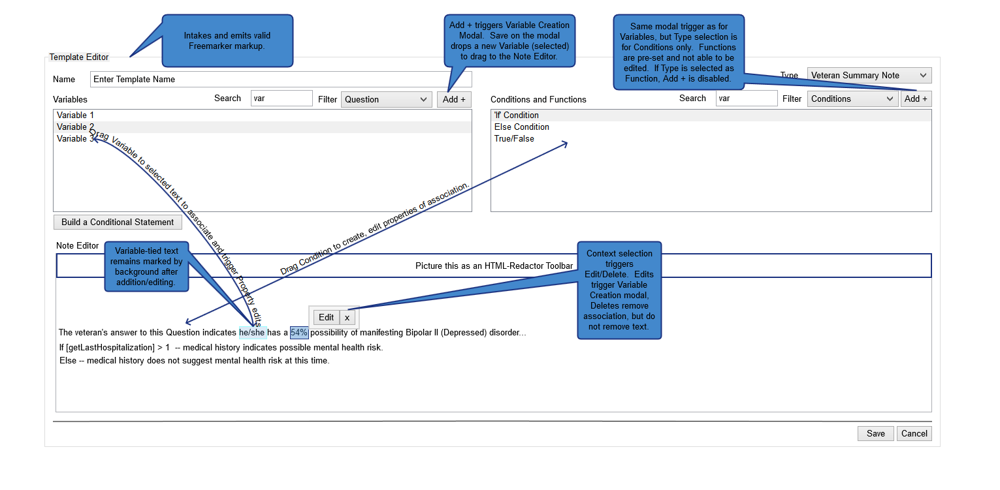 Intakes and emits valid
Freemarker markup.
Add + triggers Variable Creation
Modal.  Save on the modal
drops a new Variable (selected)
to drag to the Note Editor.
Same modal trigger as for
Variables, but Type selection is
for Conditions only.  Functions
are pre-set and not able to be
edited.  If Type is selected as
Function, Add + is disabled.
Template Editor
Name
Enter Template Name
Type
Veteran Summary Note
Variables
Search
var
Filter
Question
Add +
Conditions and Functions
Search
var
Filter
Conditions
Add +
Variable 1
Variable 2
Variable 3
'If' Condition
Else Condition
True/False
Drag Variable to selected text to associate and trigger Property edits
Drag Condition to create, edit properties of association.
Build a Conditional Statement
Note Editor
Variable-tied text
remains marked by
background after
addition/editing.
Picture this as an HTML-Redactor Toolbar
Context selection
triggers
Edit/Delete.  Edits
trigger Variable
Creation modal,
Deletes remove
association, but do
not remove text.
Edit
x
The veteran's answer to this Question indicates he/she has a 54% possibility of manifesting Bipolar II (Depressed) disorder...
If [getLastHospitalization] > 1  -- medical history indicates possible mental health risk.
Else -- medical history does not suggest mental health risk at this time.
Save
Cancel